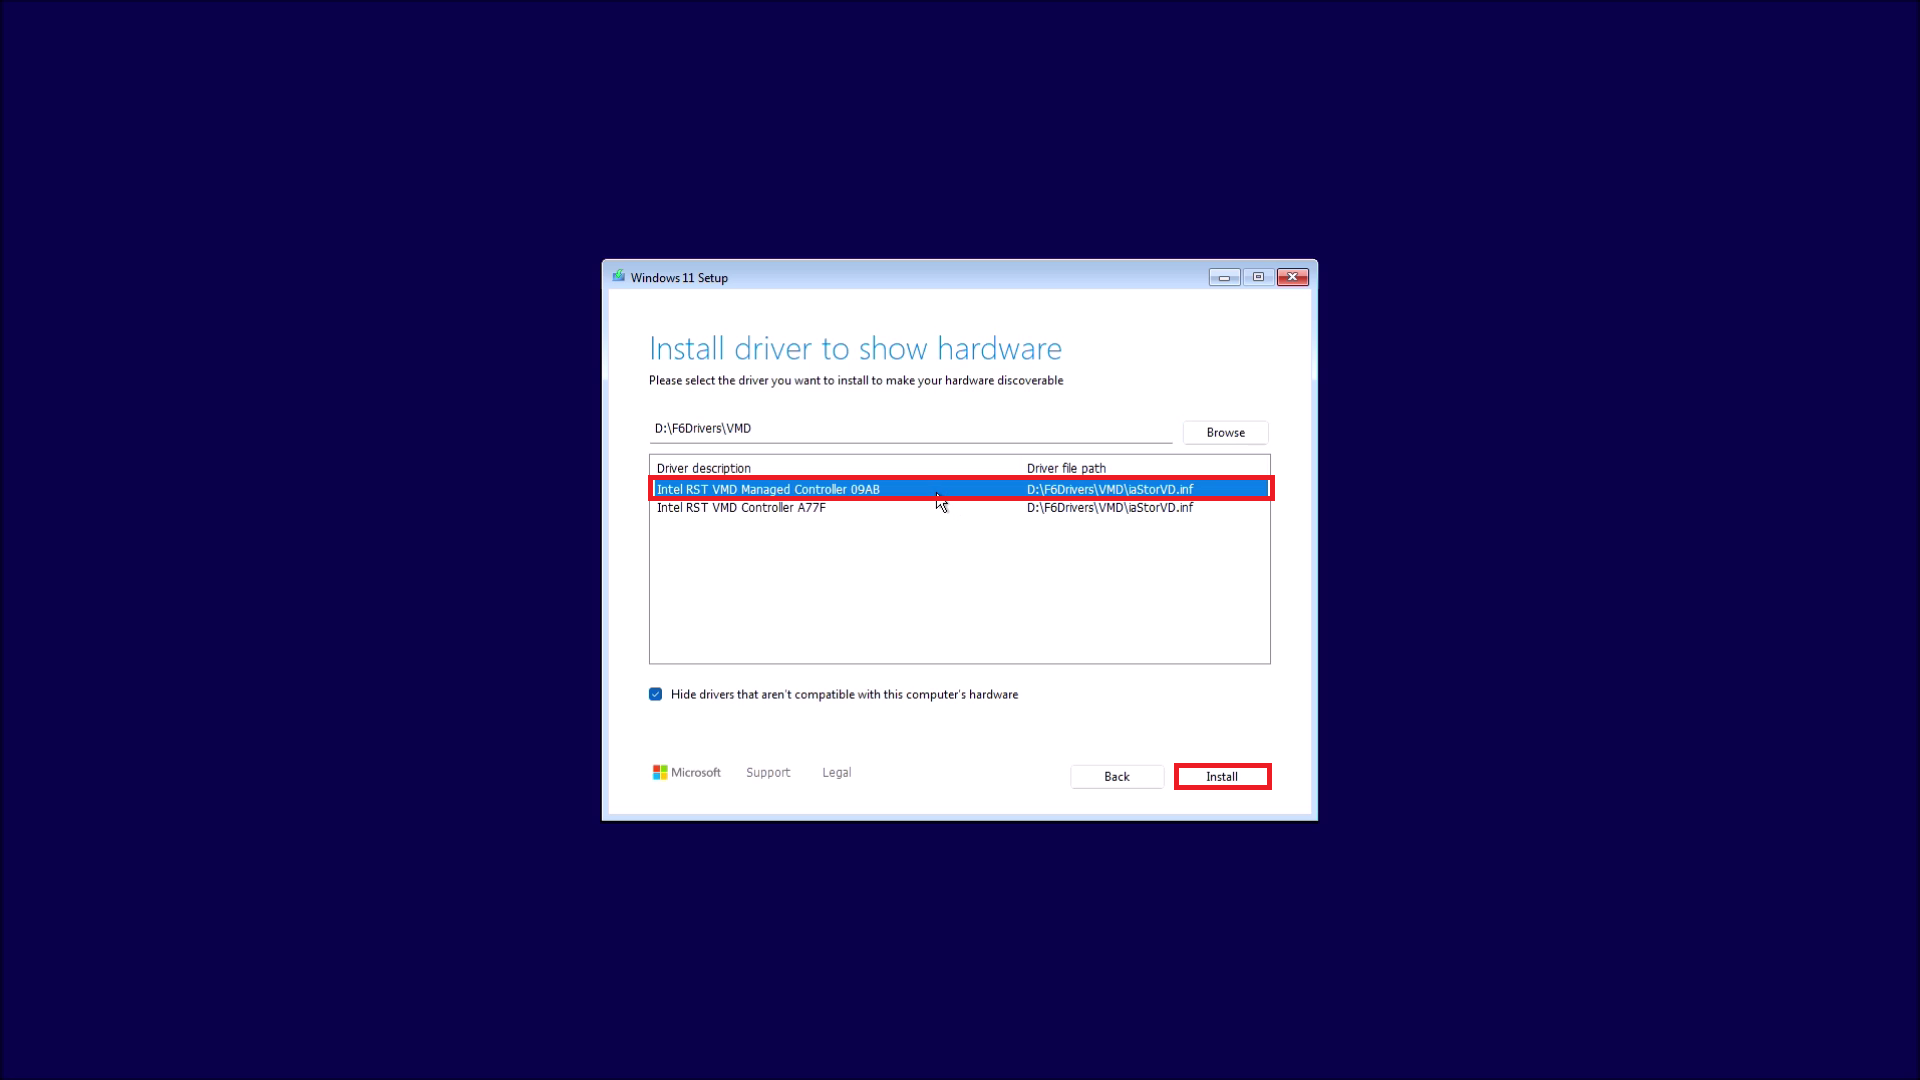 Windows 11 Setup
Install driver to show hardware
Please select the driver you want to install to make your hardware discoverable
D:\F6Drivers\VMD
Browse
Driver description Driver file path
Intel RST VMD Managed Controller 09AB D:\F6Drivers\VMD\iaStorVD.inf
Intel RST VMD Controller A77F D:\F6Drivers\VMD\iaStorVD.inf
Hide drivers that aren't compatible with this computer's hardware
Microsoft Support Legal Back Install